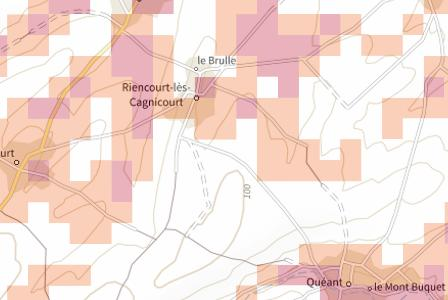 le Brulle
Riencourt-lès-
Cagnicourt
urt
100
Quéant
le Mont Buquet